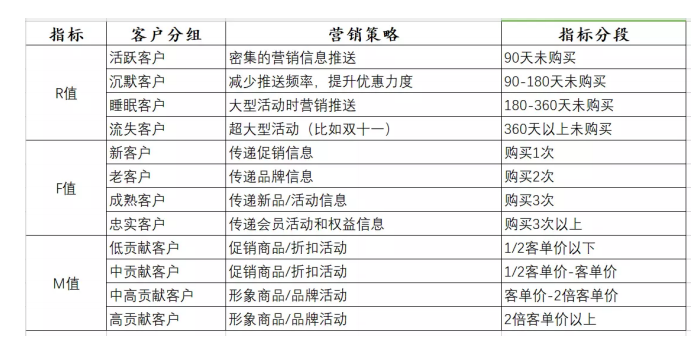 指标 客户分组 营销策略 指标分段
R值
活跃客户 密集的营销信息推送 90天未购买
沉默客户 减少推送频率，提升优惠力度 90-180天未购买
睡眠客户 大型活动时营销推送 180-360天未购买
流失客户 超大型活动（比如双十一） 360天以上未购买
F值
新客户 传递促销信息 购买1次
老客户 传递品牌信息 购买2次
成熟客户 传递新品/活动信息 购买3次
忠实客户 传递会员活动和权益信息 购买3次以上
M值
低贡献客户 促销商品/折扣活动 1/2客单价以下
中贡献客户 促销商品/折扣活动 1/2客单价-客单价
中高贡献客户 形象商品/品牌活动 客单价-2倍客单价
高贡献客户 形象商品/品牌活动 2倍客单价以上